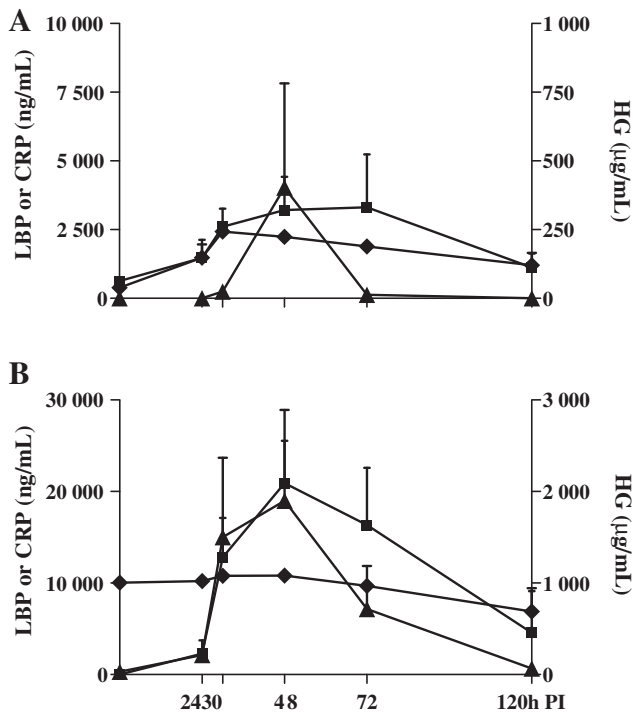 A
10 000
7 500
5 000
2 500
0
LBP or CRP (ng/mL)
1 000
750
500
250
0
HG (µg/mL)
B
30 000
20 000
10 000
0
LBP or CRP (ng/mL)
3 000
2 000
1 000
0
HG (µg/mL)
2430 48 72 120h PI